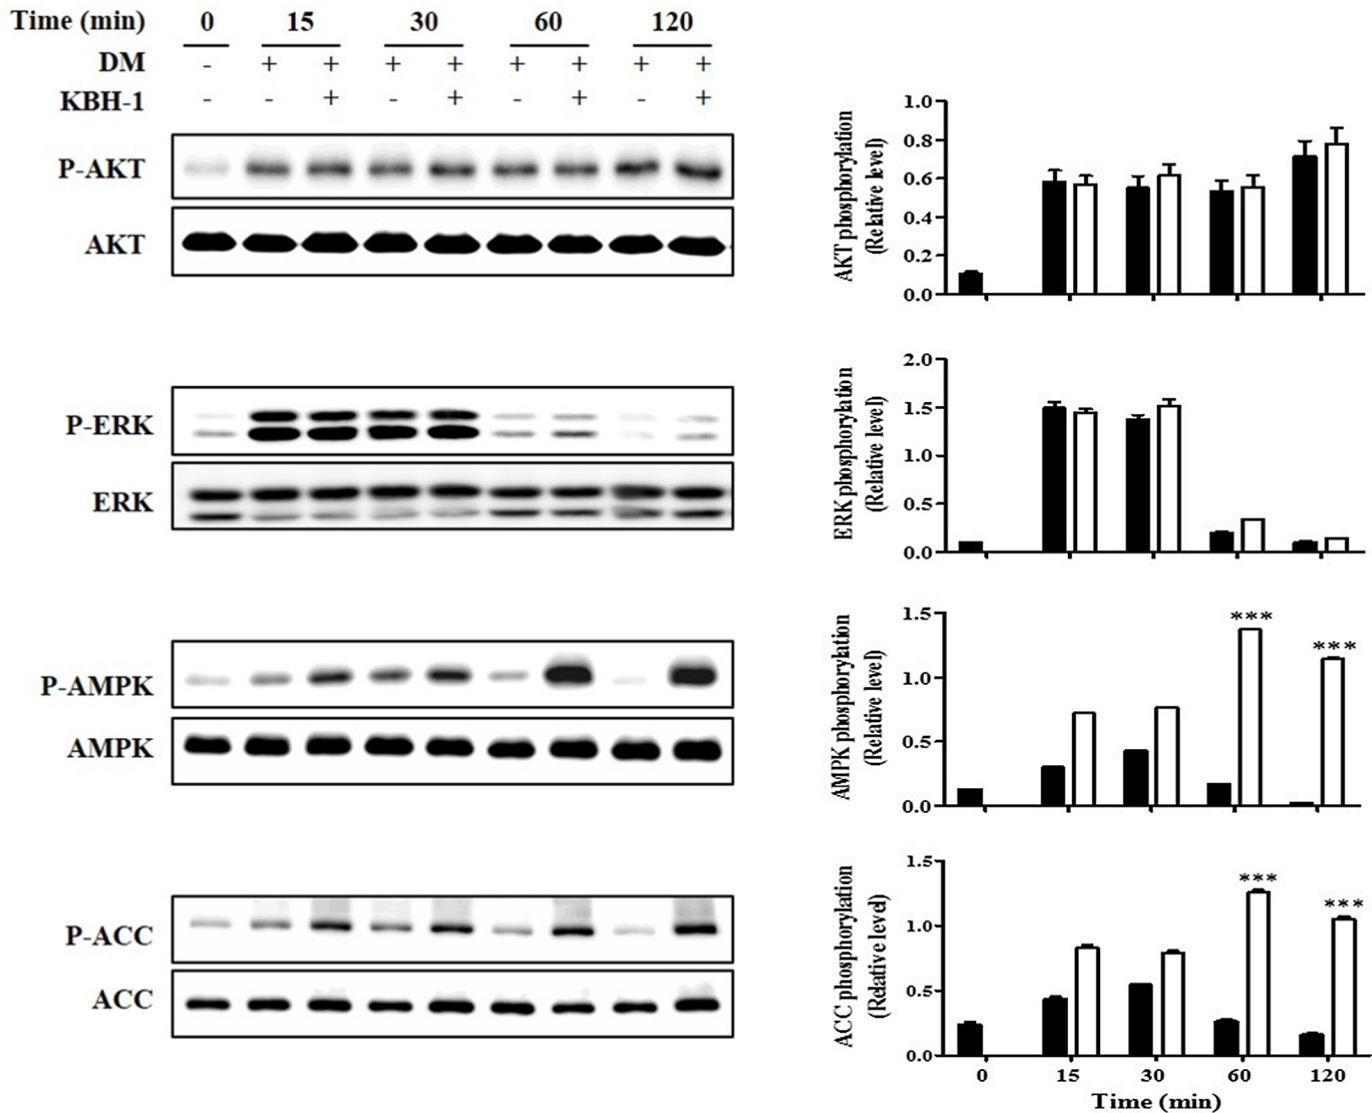 Time (min) 0 15 30 60 120
DM - + + + + + + + +
KBH-1 - - + - + - + - +
P-AKT
AKT
P-ERK
ERK
P-AMPK
AMPK
P-ACC
ACC
AKT phosphorylation
(Relative level)
1.0
0.8
0.6
0.4
0.2
0.0
ERK phosphorylation
(Relative level)
2.0
1.5
1.0
0.5
0.0
AMPK phosphorylation
(Relative level)
1.5
1.0
0.5
0.0
***
***
ACC phosphorylation
(Relative level)
1.5
1.0
0.5
0.0
***
***
0 15 30 60 120
Time (min)